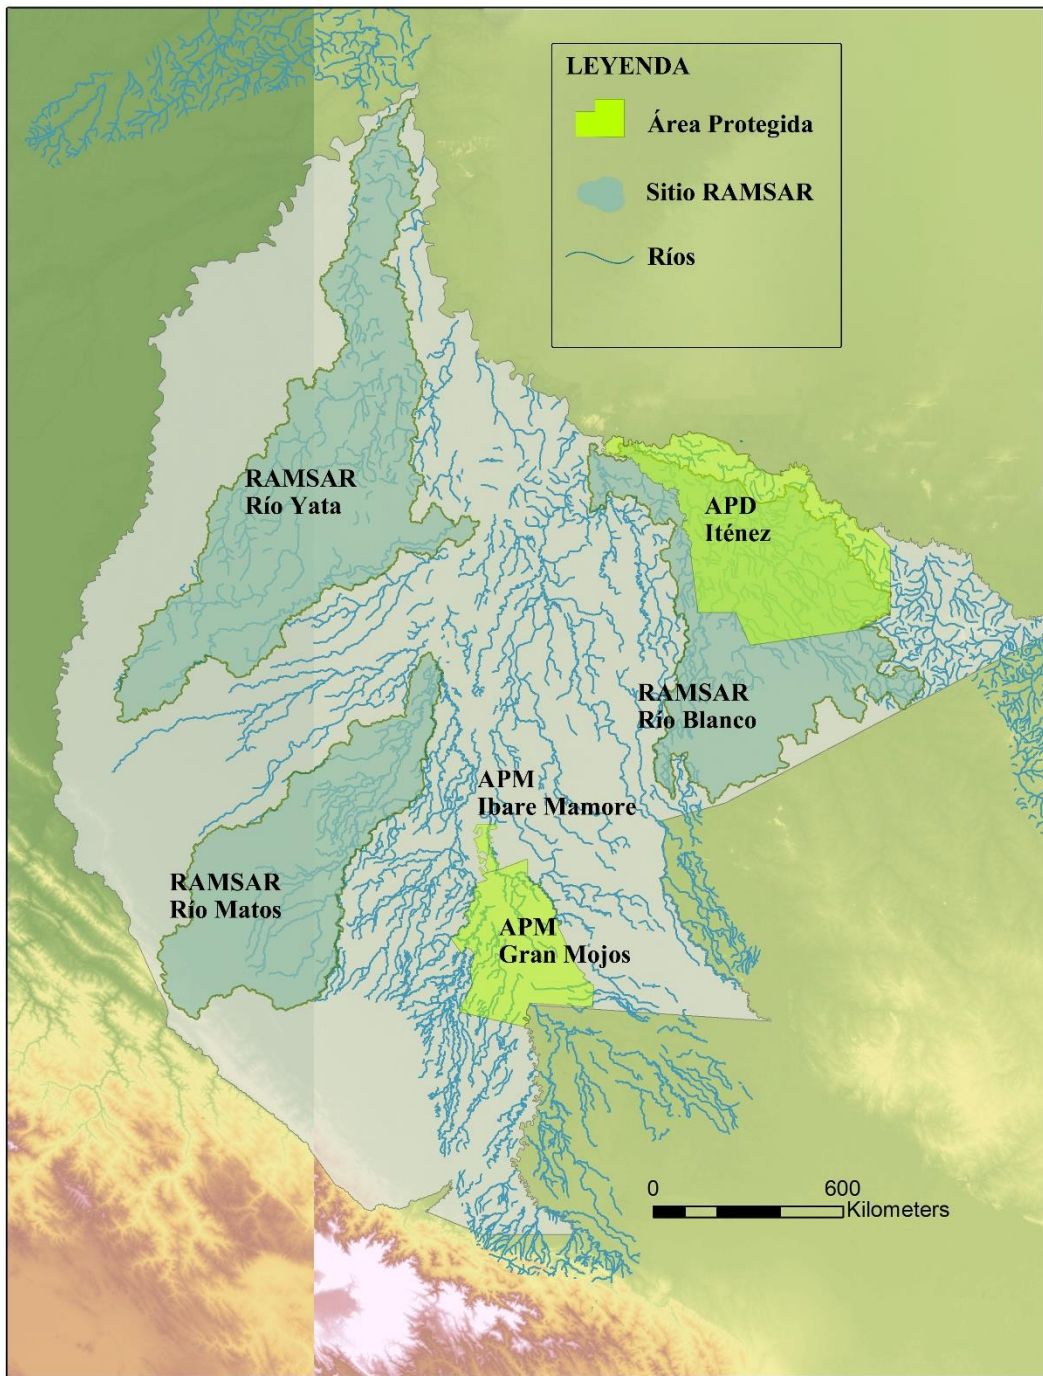 LEYENDA
Área Protegida
Sitio RAMSAR
Ríos
RAMSAR
Río Yata
APD
Iténez
RAMSAR
Río Blanco
APM
Ibare Mamore
RAMSAR
Río Matos
APM
Gran Mojos
0 600
Kilometers